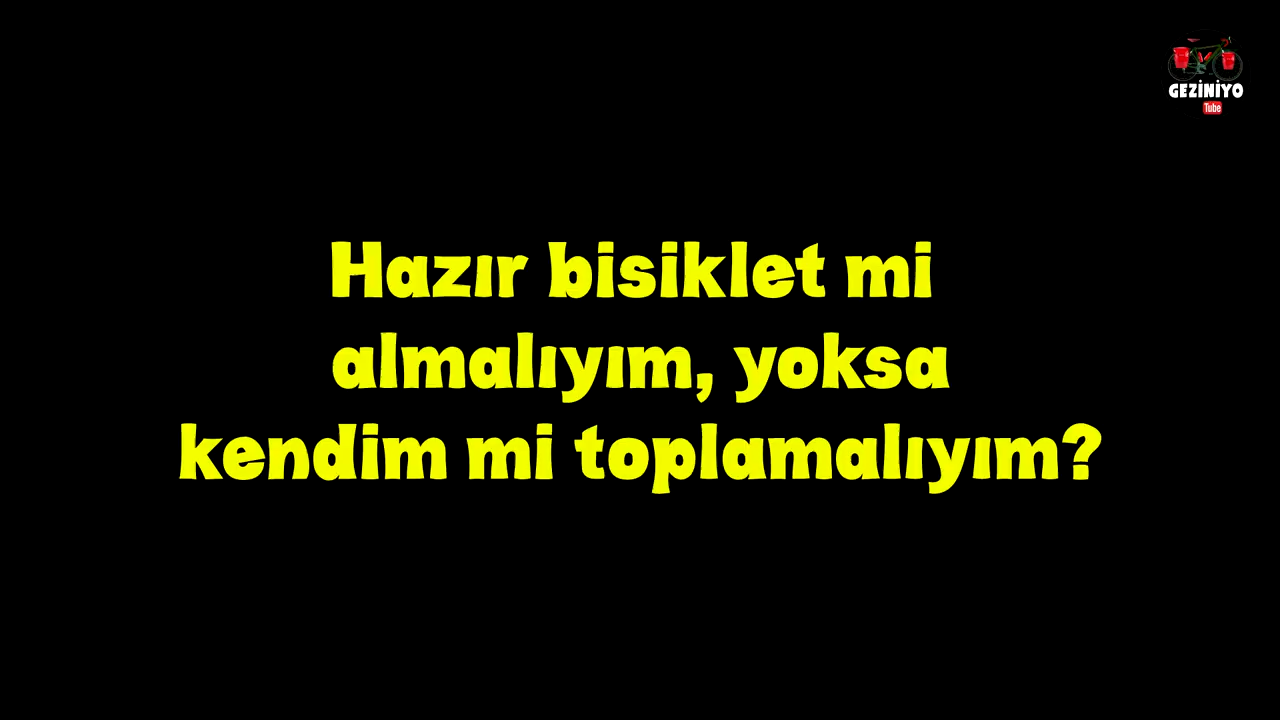 GEZİNİYO
Tube
Hazır bisiklet mi
almalıyım, yoksa
kendim mi toplamalıyım?